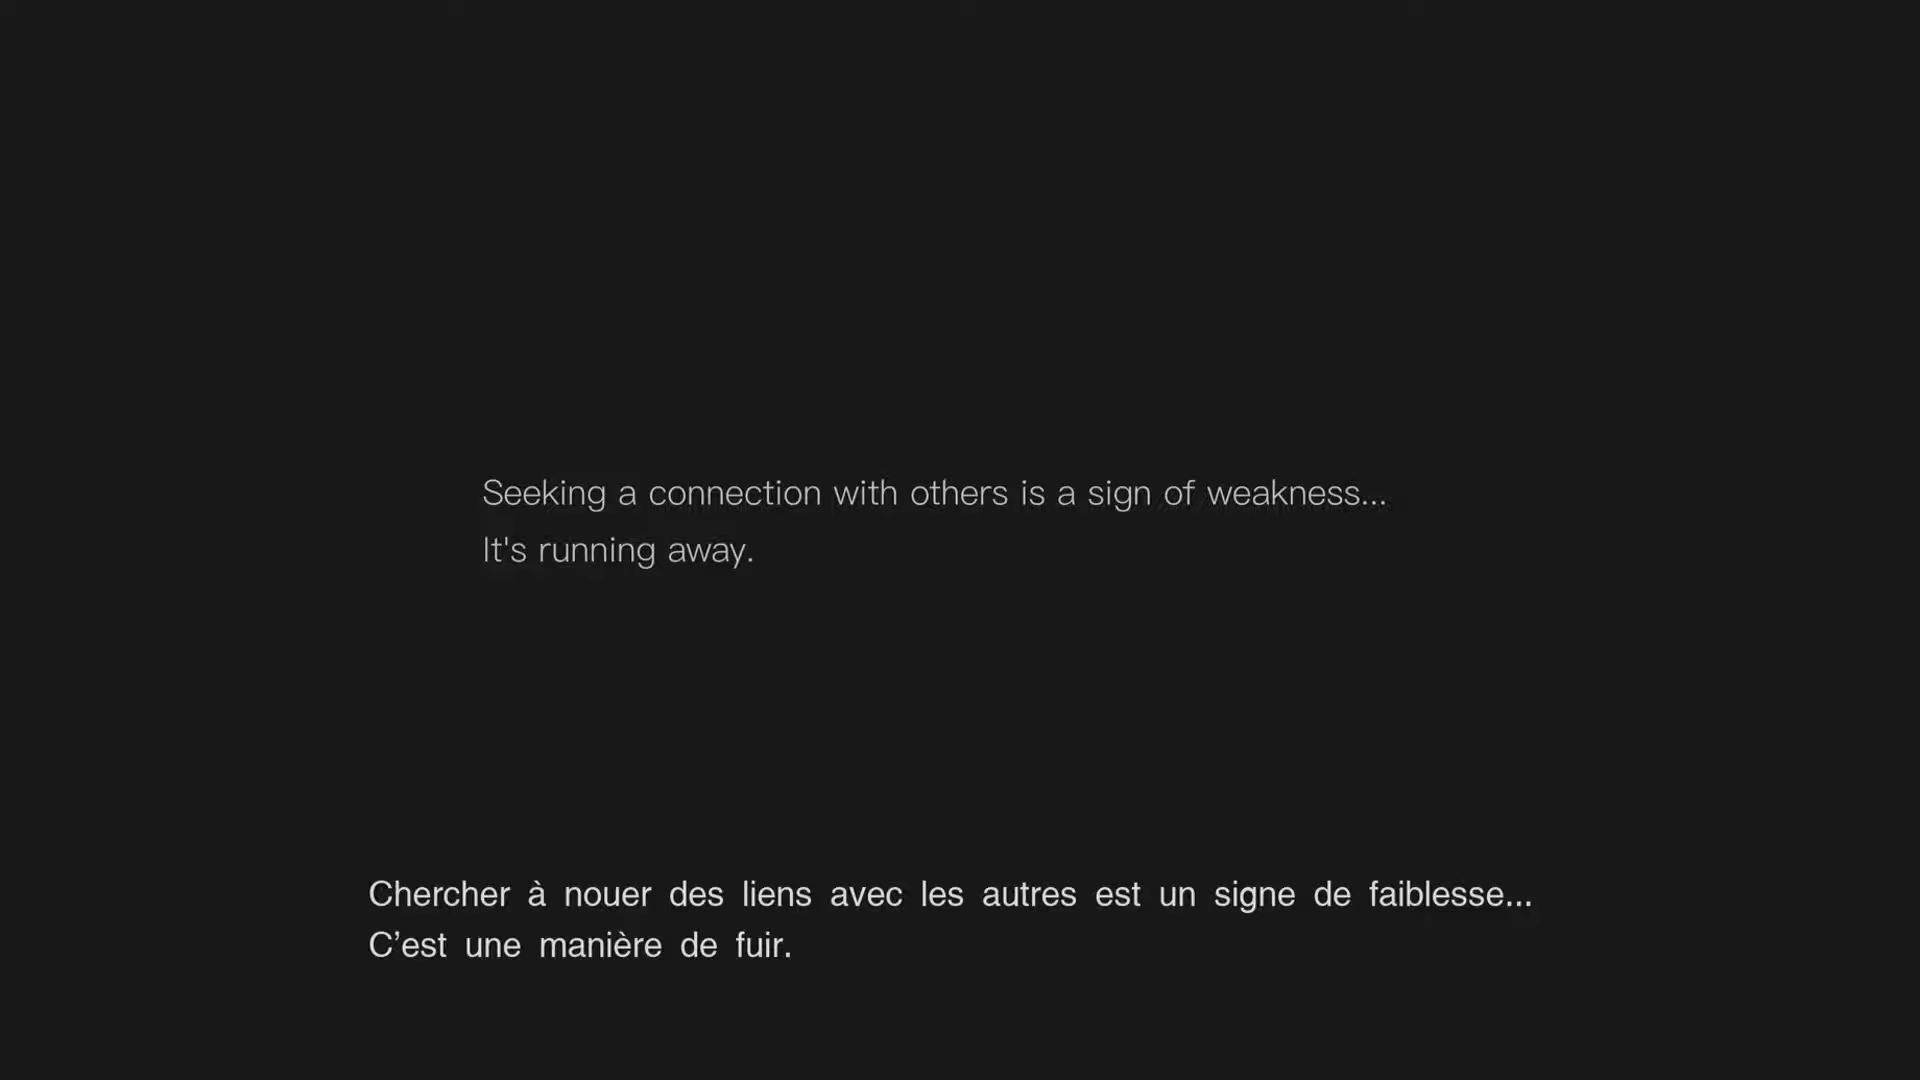 Seeking a connection with others is a sign of weakness...
It's running away.
Chercher à nouer des liens avec les autres est un signe de faiblesse...
C’est une manière de fuir.